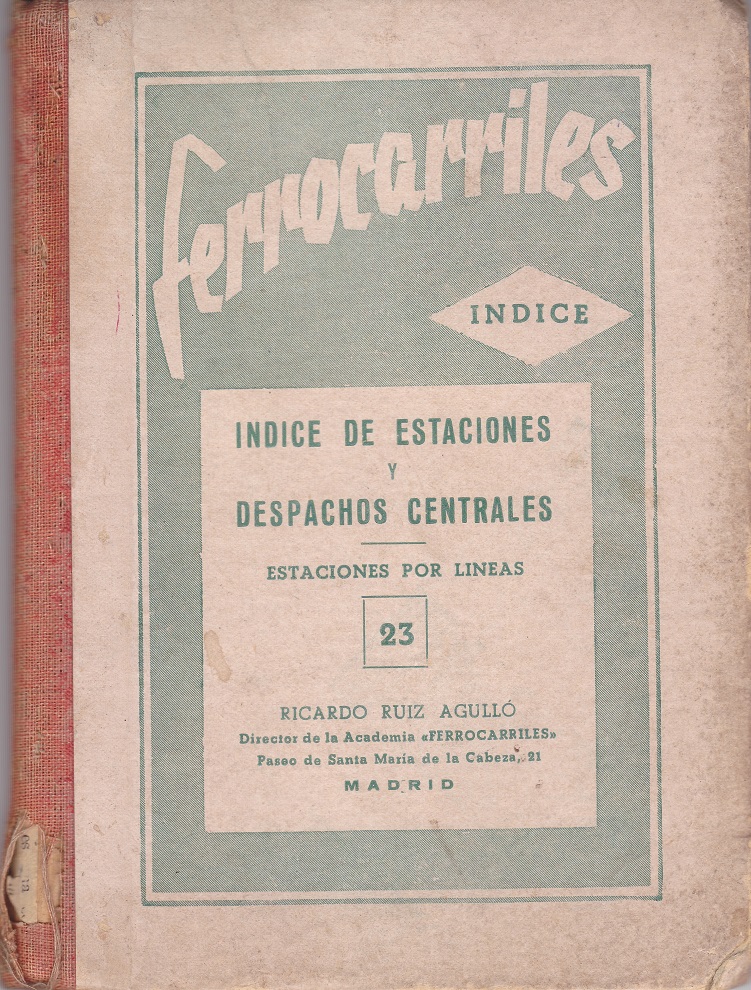 Ferrocarriles
INDICE
INDICE DE ESTACIONES
Y
DESPACHOS CENTRALES
ESTACIONES POR LINEAS
23
RICARDO RUIZ AGULLÓ
Director de la Academia «FERROCARRILES»
Paseo de Santa María de la Cabeza, 21
MADRID